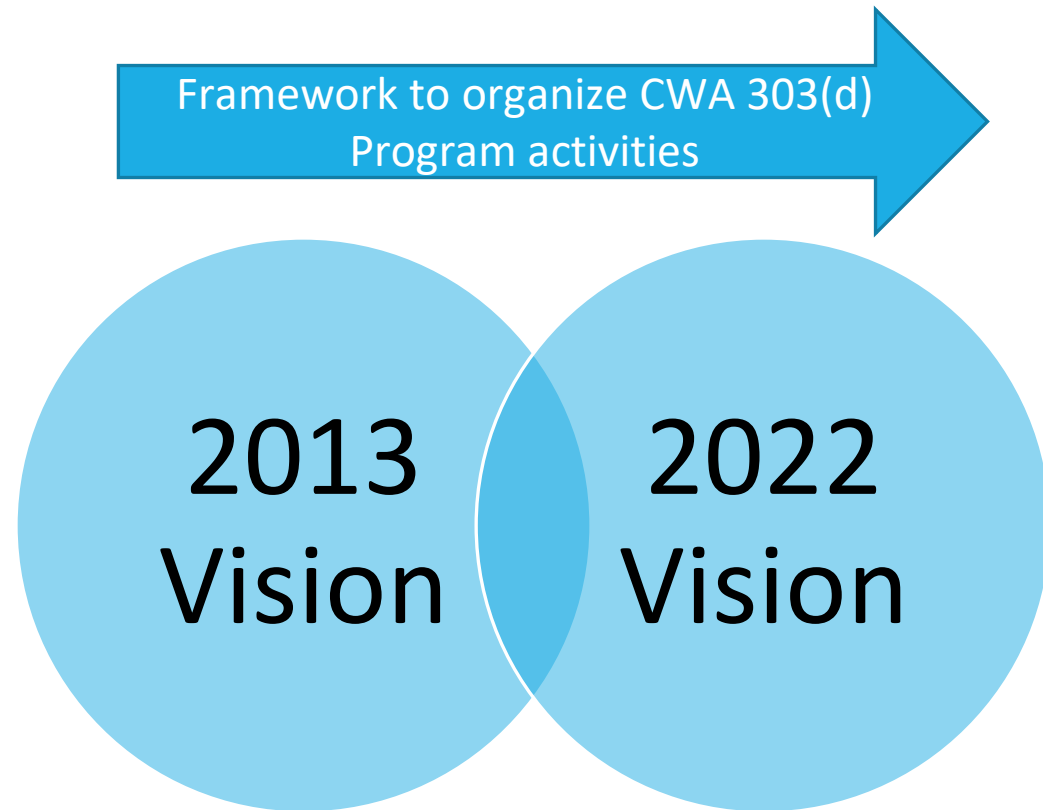 Framework to organize CWA 303(d)
Program activities
2013
Vision
2022
Vision